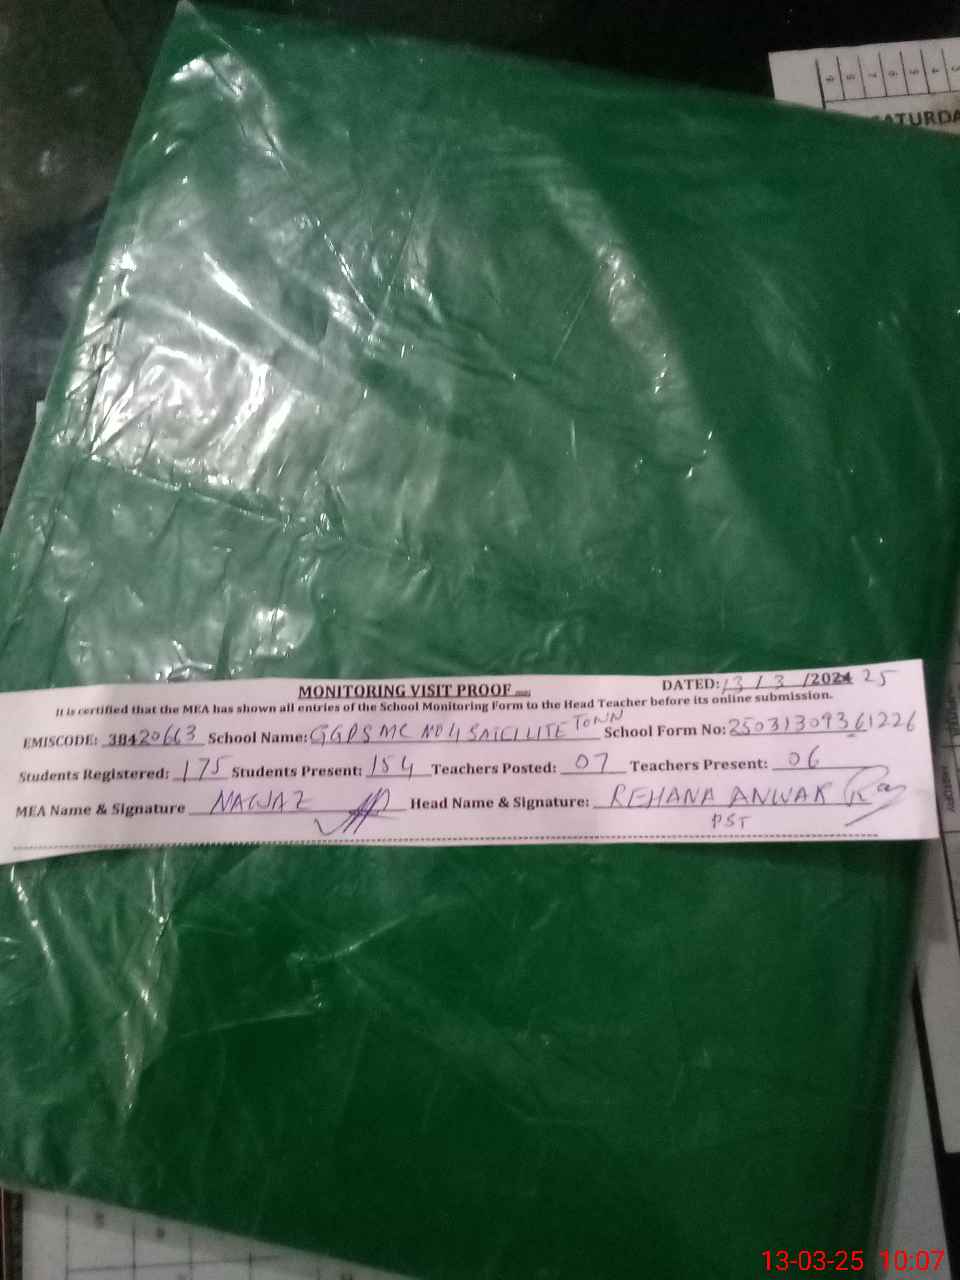 SATURDA
MONITORING VISIT PROOF
DATED: 13/3/2024 25
It is certified that the MEA has shown all entries of the School Monitoring Form to the Head Teacher before its online submission.
EMISCODE: 38420663 School Name: GGPS MC NO 4 SATELITE TOWN School Form No: 25031309361226
Students Registered: 175 Students Present: 154 Teachers Posted: 07 Teachers Present: 06
MEA Name & Signature NAWAZ Head Name & Signature: REHANA ANWAR
PST
13-03-25 10:07